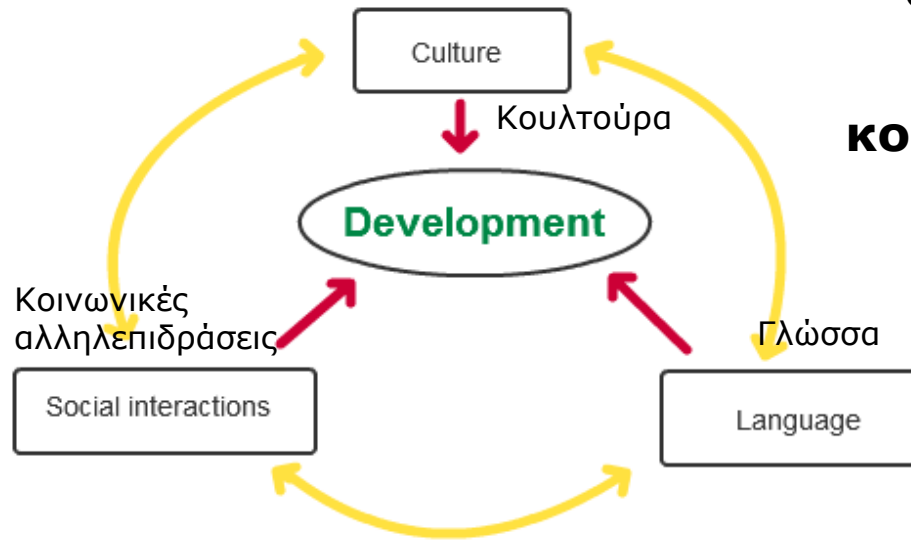 Culture
Κουλτούρα
κο
Development
Κοινωνικές
αλληλεπιδράσεις
Γλώσσα
Social interactions
Language